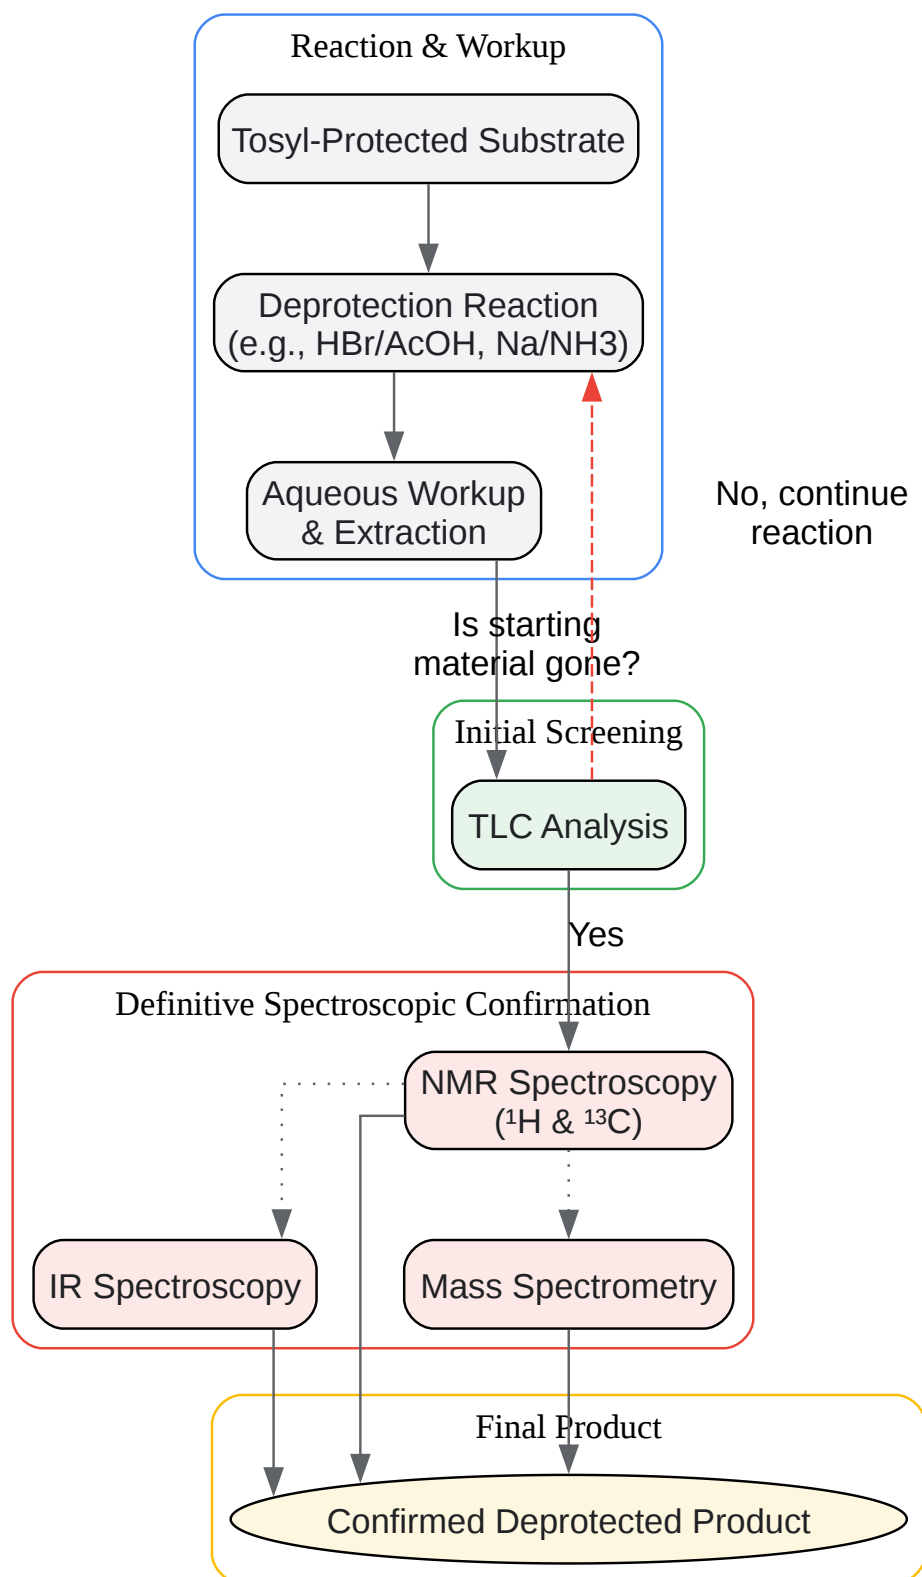 Reaction & Workup
Tosyl-Protected Substrate
Deprotection Reaction
(e.g., HBr/AcOH, Na/NH3)
Aqueous Workup
& Extraction
No, continue
reaction
Is starting
material gone?
Initial Screening
TLC Analysis
Yes
Definitive Spectroscopic Confirmation
NMR Spectroscopy
(¹H & ¹³C)
IR Spectroscopy
Mass Spectrometry
Final Product
Confirmed Deprotected Product